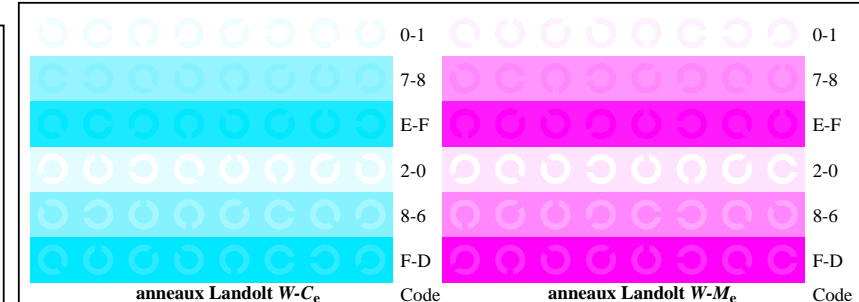 0-1
7-8
E-F
2-0
8-6
F-D
anneaux Landolt W-Ce Code
0-1
7-8
E-F
2-0
8-6
F-D
anneaux Landolt W-Me Code